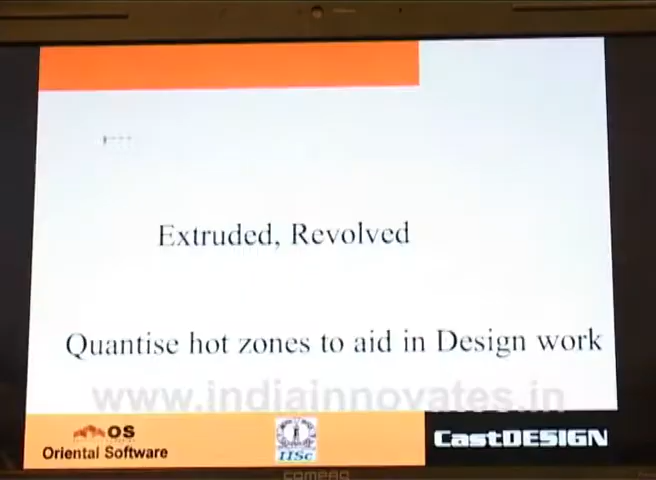 Extruded, Revolved
Quantise hot zones to aid in Design work
www.indiainnovates.in
OS
Oriental Software
IISc
CastDESIGN
COMPAQ